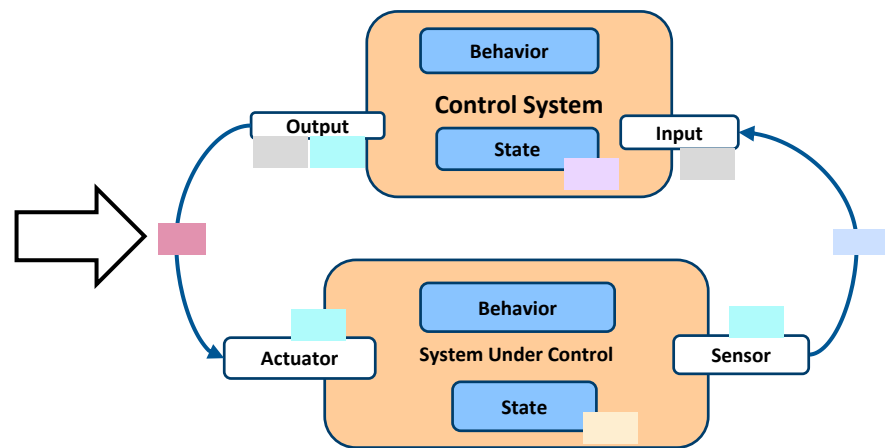 Behavior
Control System
Output
Input
State
Behavior
Actuator
System Under Control
Sensor
State